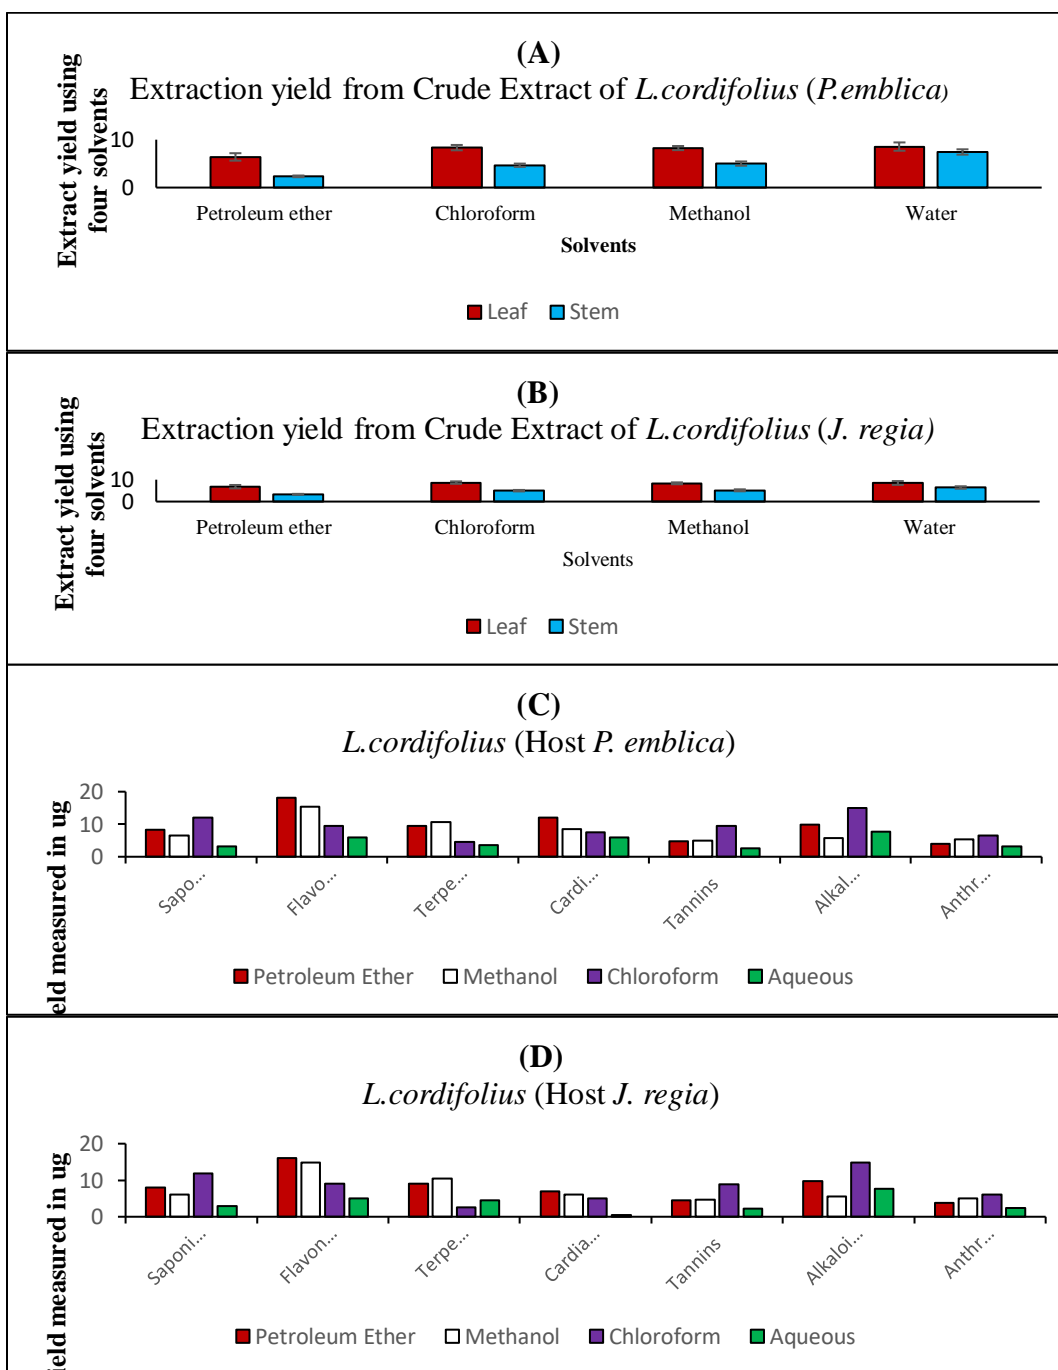 (A)
Extraction yield from Crude Extract of L.cordifolius (P.emblica)
Extract yield using
four solvents
10
0
Petroleum ether
Chloroform
Methanol
Water
Solvents
Leaf
Stem
(B)
Extraction yield from Crude Extract of L.cordifolius (J. regia)
Extract yield using
four solvents
10
0
Petroleum ether
Chloroform
Methanol
Water
Solvents
Leaf
Stem
(C)
L.cordifolius (Host P. emblica)
eld measured in ug
20
10
0
Sapo...
Flavo...
Terpe...
Cardi...
Tannins
Alkal...
Anthr...
Petroleum Ether
Methanol
Chloroform
Aqueous
(D)
L.cordifolius (Host J. regia)
ield measured in ug
20
10
0
Saponi...
Flavon...
Terpe...
Cardia...
Tannins
Alkaloi...
Anthr...
Petroleum Ether
Methanol
Chloroform
Aqueous